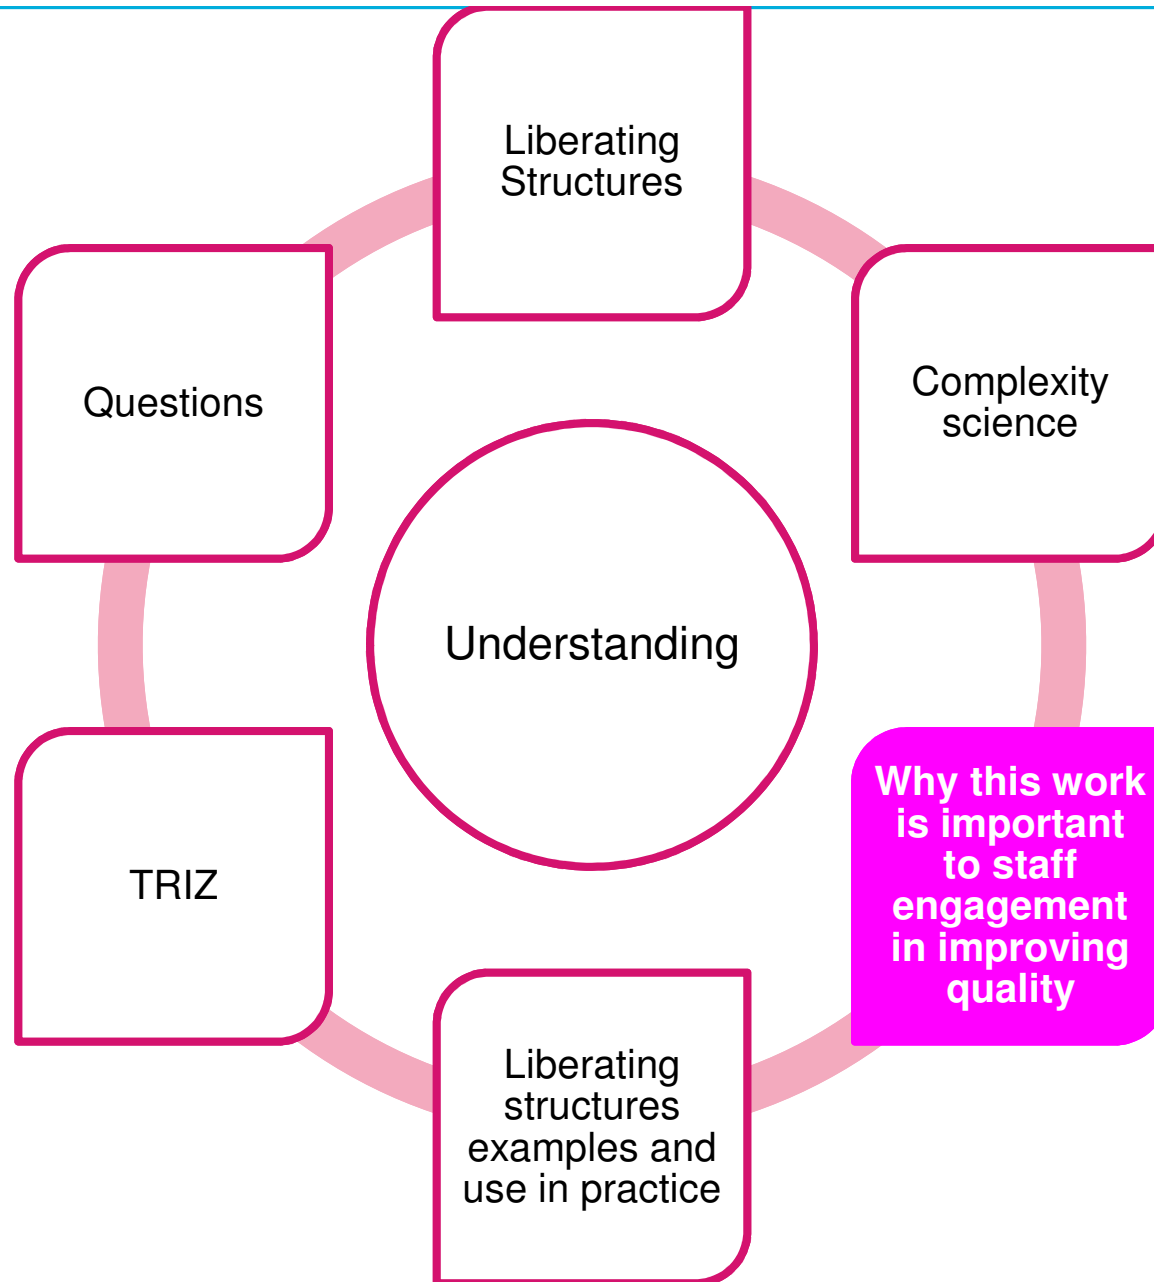 Liberating
Structures
Complexity
science
Questions
Understanding
Why this work
is important
to staff
engagement
in improving
quality
TRIZ
Liberating
structures
examples and
use in practice